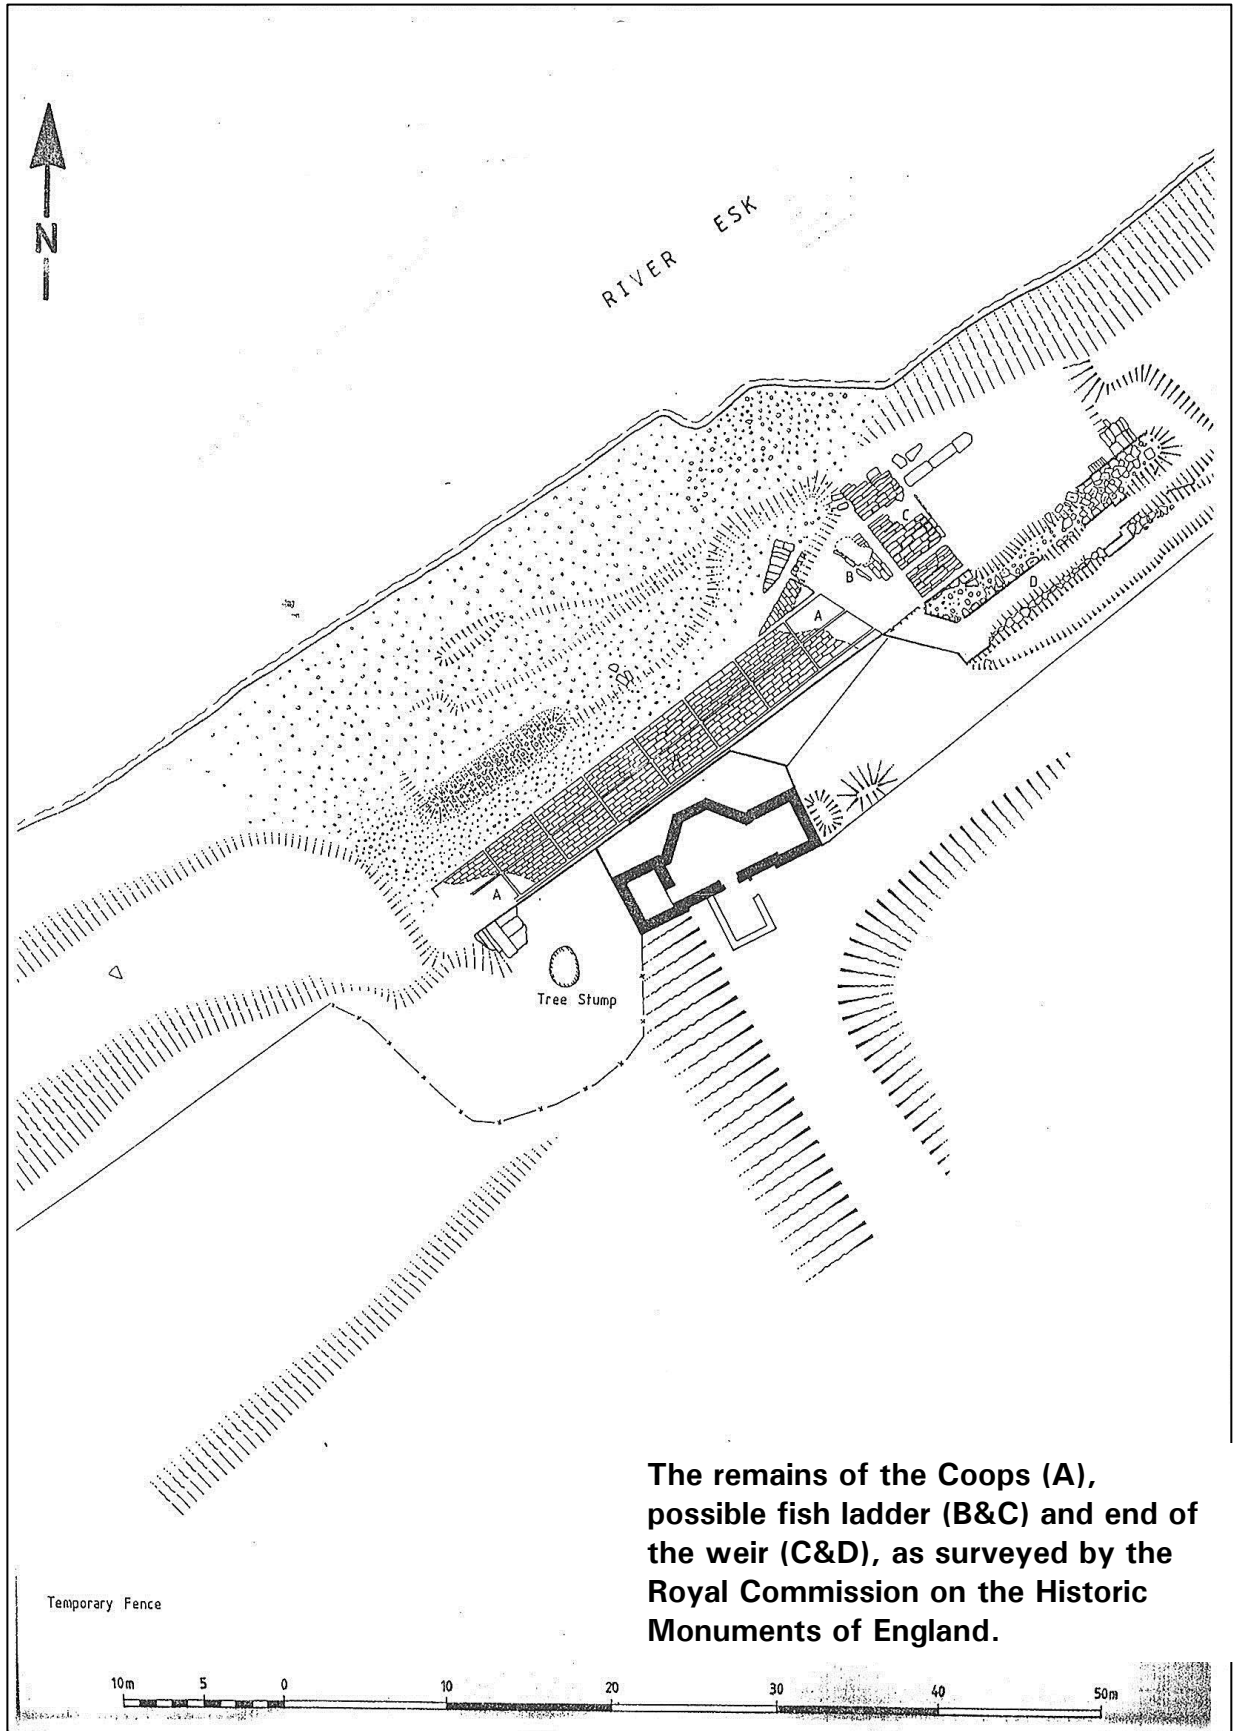 N
RIVER ESK
C
B
D
A
A
Tree Stump
The remains of the Coops (A),
possible fish ladder (B&C) and end of
the weir (C&D), as surveyed by the
Royal Commission on the Historic
Monuments of England.
Temporary Fence
10m 5 0 10 20 30 40 50m